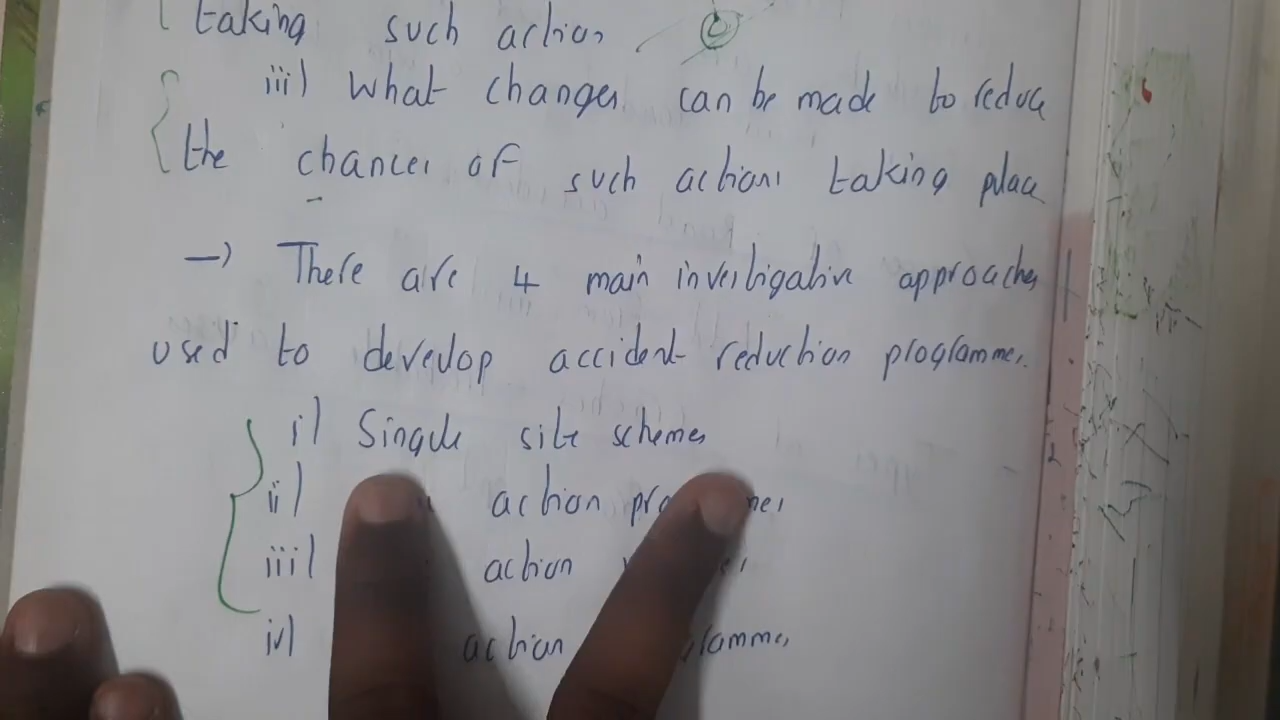 taking such action
iii) What changes can be made to reduce
the chances of such actions taking place
→ There are 4 main investigative approaches
used to develop accident reduction programmes.
i) Single site schemes
ii) action
iii) action
iv) action